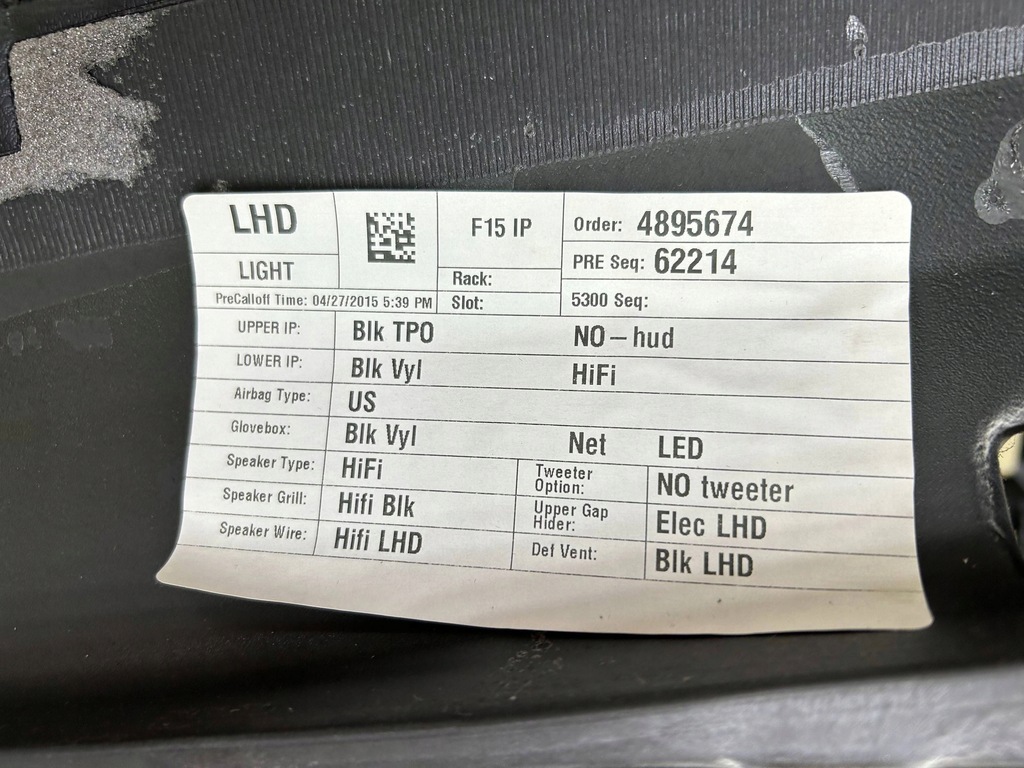 LHD
F15 IP
Order: 4895674
LIGHT
PRE Seq: 62214
Rack:
PreCalloff Time: 04/27/2015 5:39 PM
Slot:
5300 Seq:
UPPER IP: Blk TPO NO – hud
LOWER IP: Blk Vyl HiFi
Airbag Type: US
Glovebox: Blk Vyl Net LED
Speaker Type: HiFi Tweeter Option: NO tweeter
Speaker Grill: Hifi Blk Upper Gap Hider: Elec LHD
Speaker Wire: Hifi LHD Def Vent: Blk LHD